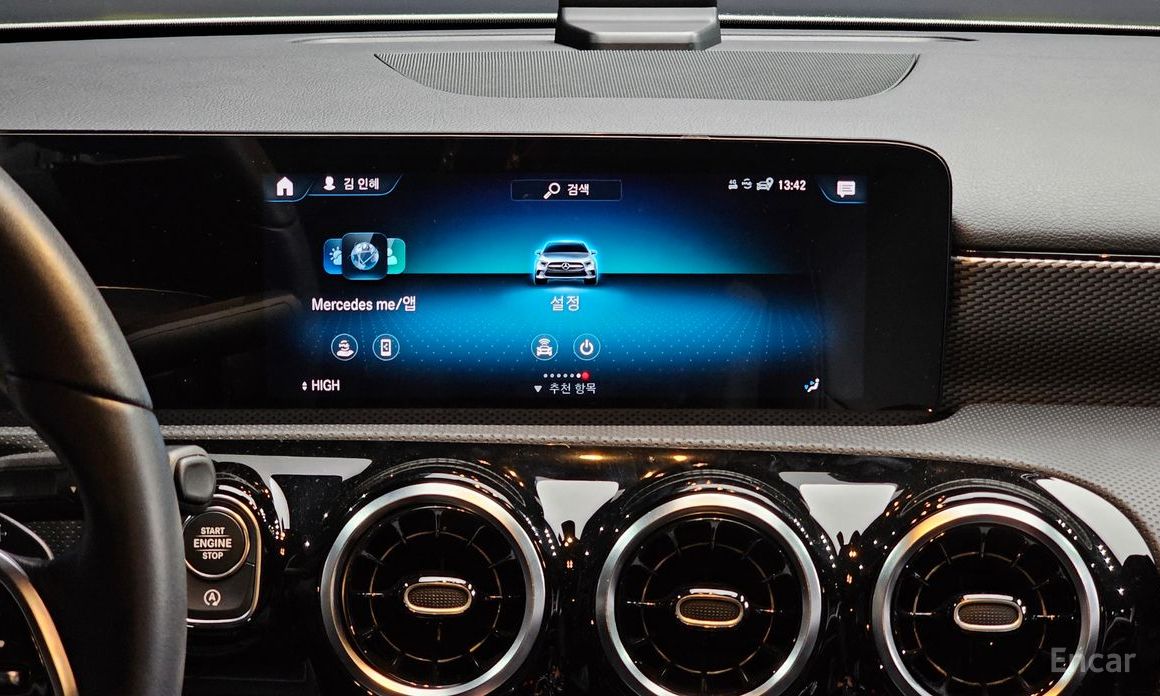 김 인혜
검색
4G
13:42
Mercedes me/앱
설정
HIGH
추천 항목
START
ENGINE
STOP
A
Encar